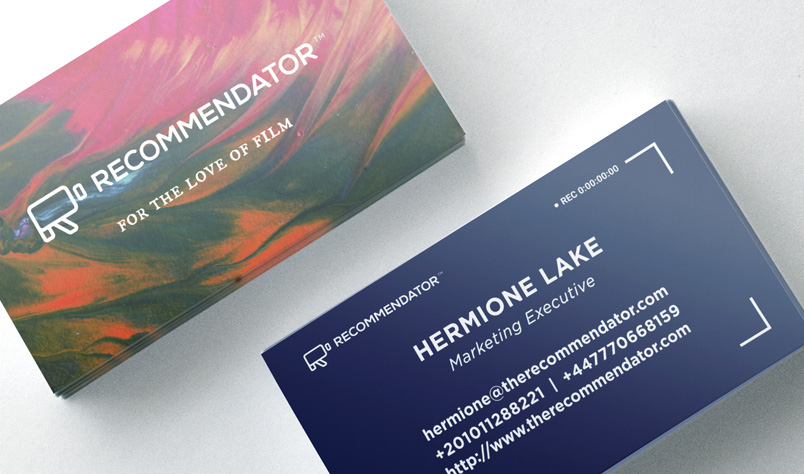 RECOMMENDATOR™
FOR THE LOVE OF FILM
REC 0:00:00:00
RECOMMENDATOR™
HERMIONE LAKE
Marketing Executive
hermione@therecommendator.com
+201011288221 | +447770668159
http://www.therecommendator.com